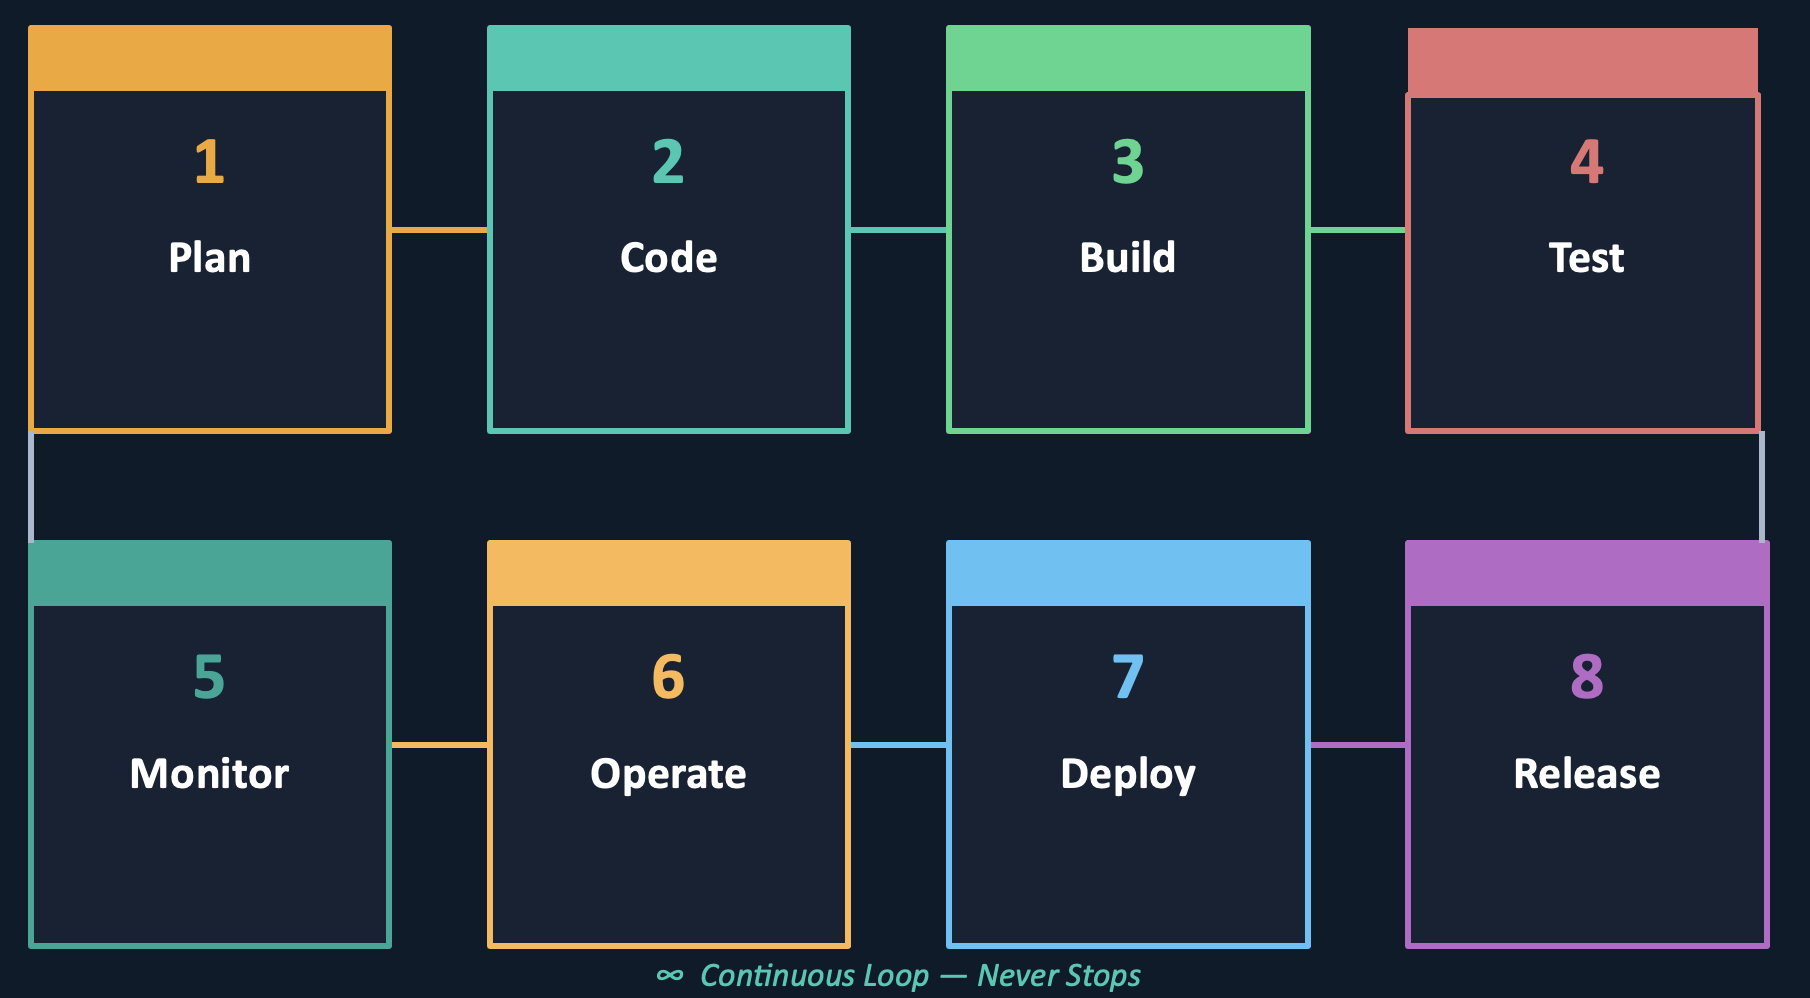 1
Plan
2
Code
3
Build
4
Test
5
Monitor
6
Operate
7
Deploy
8
Release
∞ Continuous Loop — Never Stops